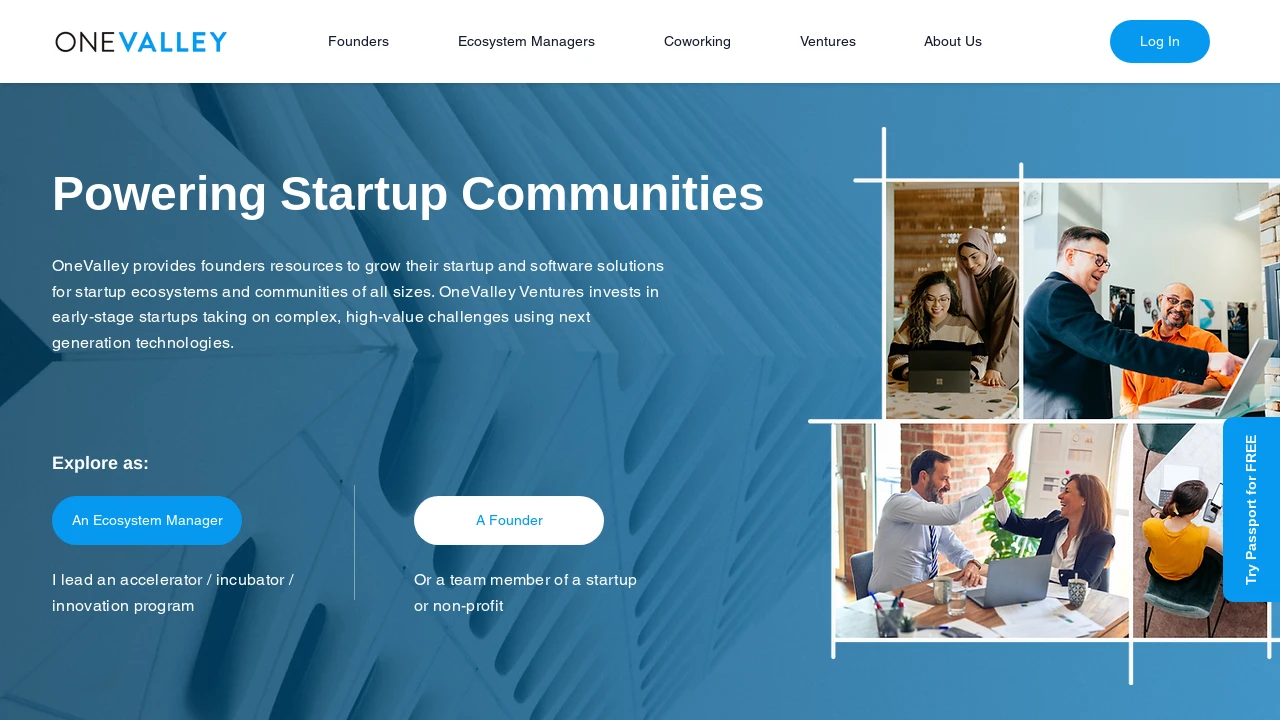 ONEVALLEY
Founders
Ecosystem Managers
Coworking
Ventures
About Us
Log In
Powering Startup Communities
OneValley provides founders resources to grow their startup and software solutions
for startup ecosystems and communities of all sizes. OneValley Ventures invests in
early-stage startups taking on complex, high-value challenges using next
generation technologies.
Explore as:
An Ecosystem Manager
I lead an accelerator / incubator /
innovation program
A Founder
Or a team member of a startup
or non-profit
Try Passport for FREE